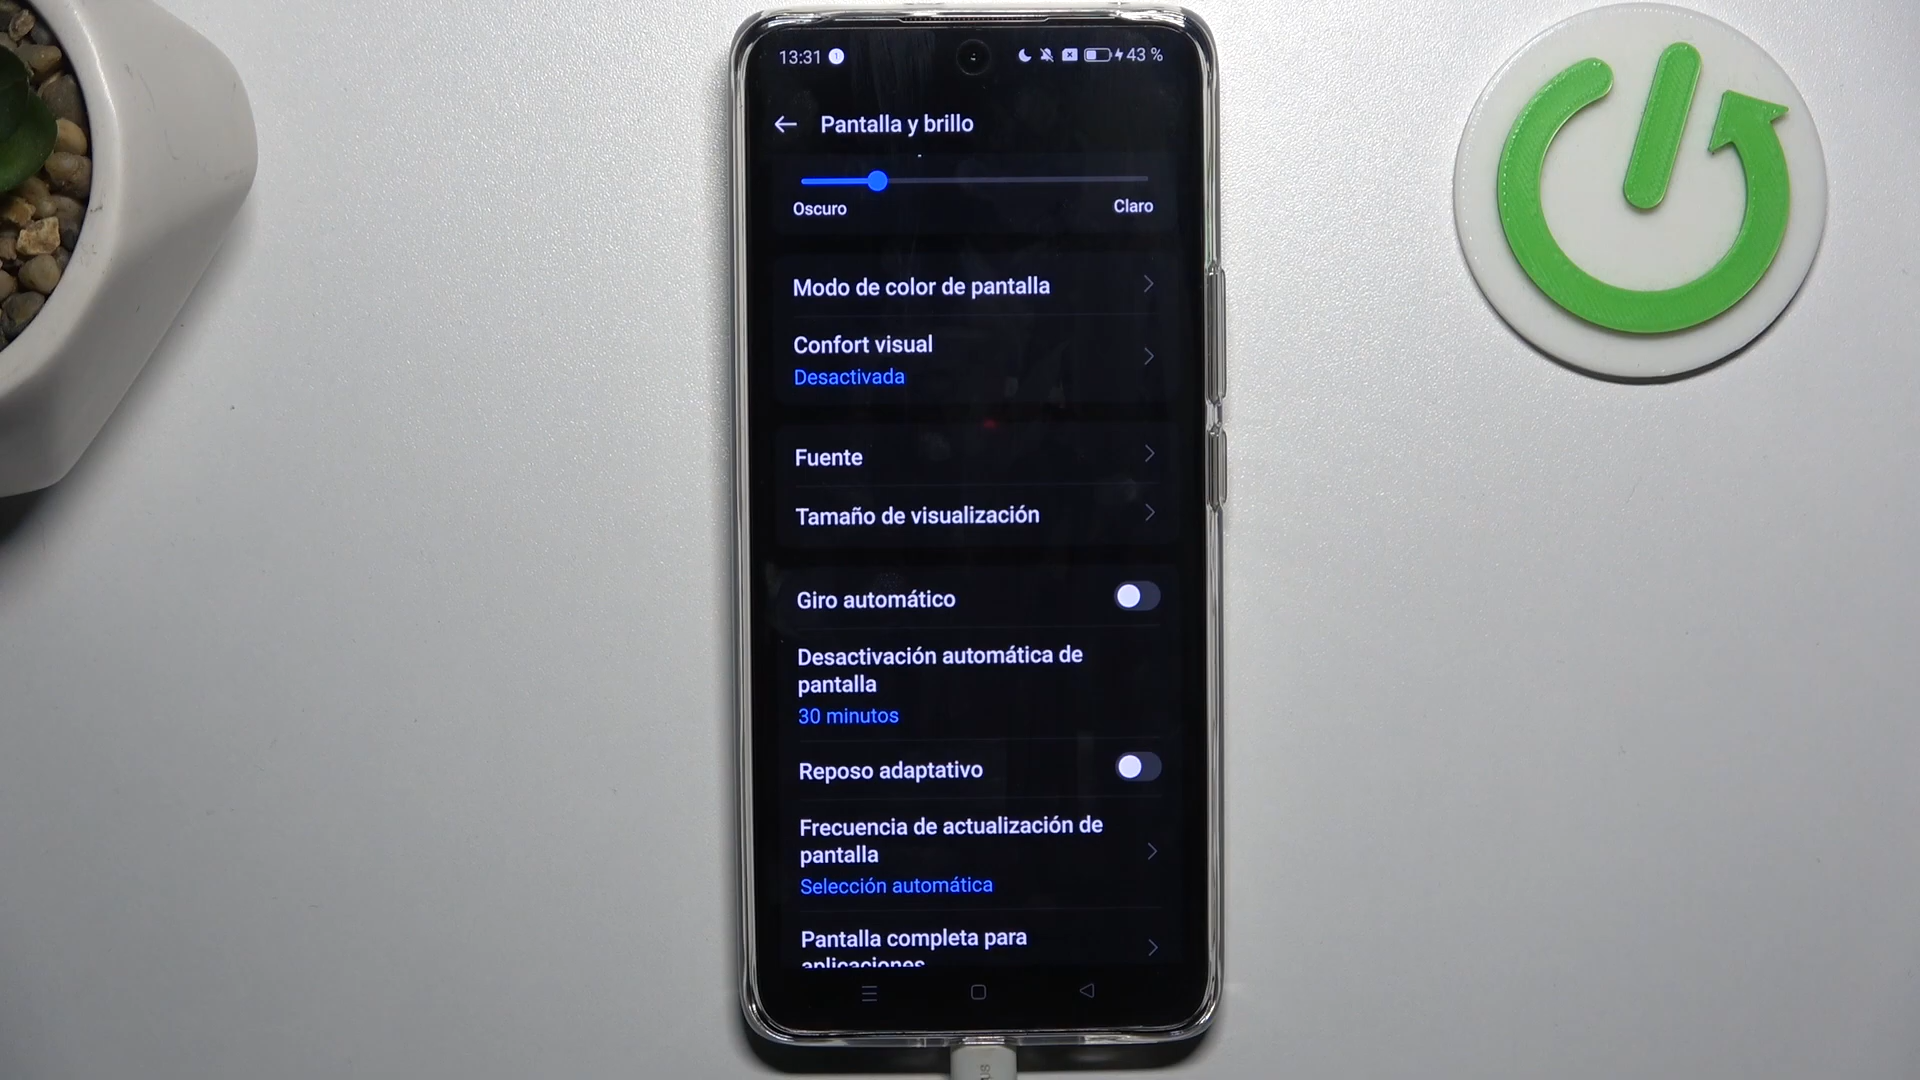 13:31 1 43 %
Pantalla y brillo
Oscuro Claro
Modo de color de pantalla
Confort visual
Desactivada
Fuente
Tamaño de visualización
Giro automático
Desactivación automática de
pantalla
30 minutos
Reposo adaptativo
Frecuencia de actualización de
pantalla
Selección automática
Pantalla completa para
aplicaciones